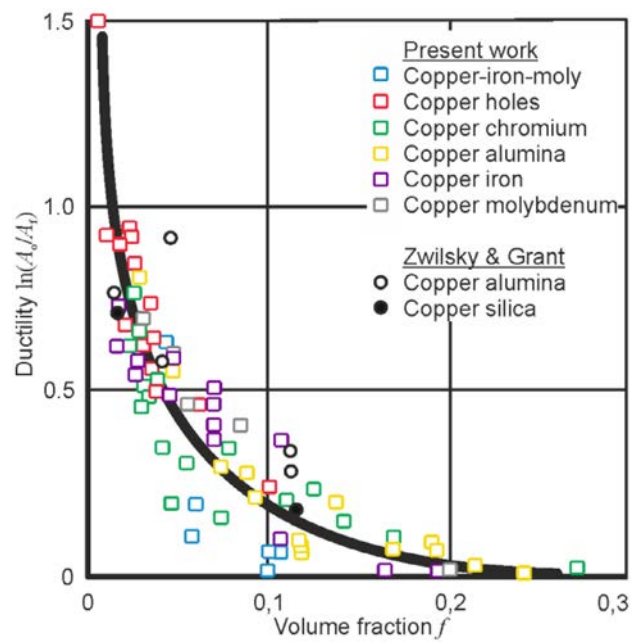 1.5
1.0
0.5
0
Ductility ln(Aₒ/Af)
Present work
Copper-iron-moly
Copper holes
Copper chromium
Copper alumina
Copper iron
Copper molybdenum
Zwilsky & Grant
Copper alumina
Copper silica
0
0,1
0,2
0,3
Volume fraction f